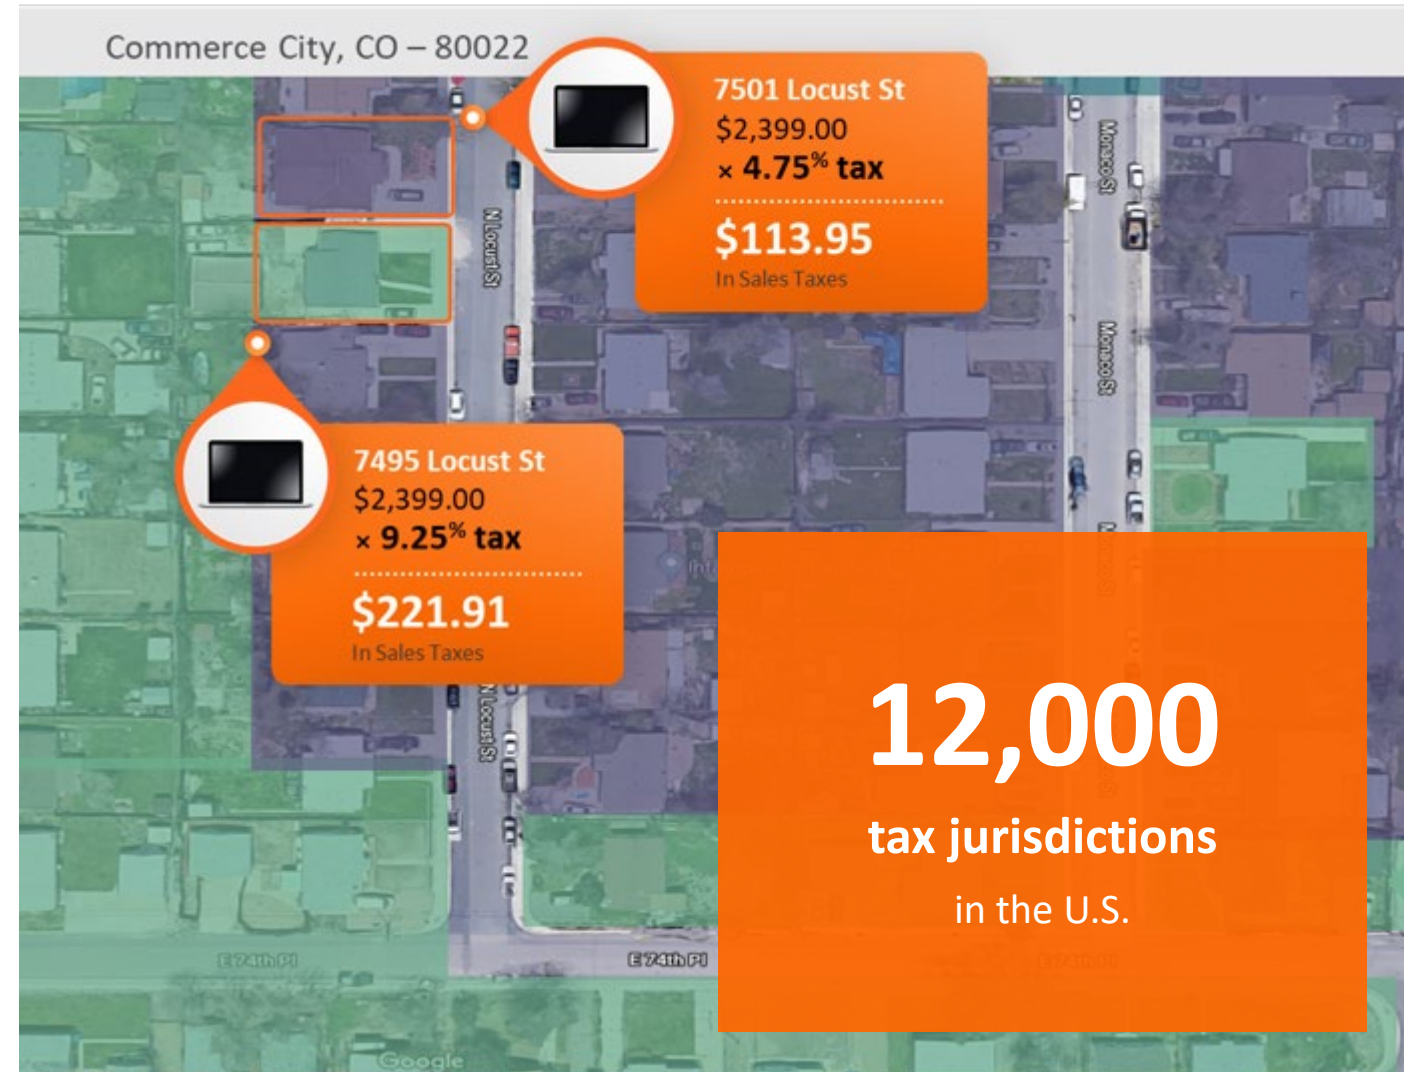 Commerce City, CO – 80022
7501 Locust St
$2,399.00
× 4.75% tax
$113.95
In Sales Taxes
N Locust St
Monaco St
Monaco St
7495 Locust St
$2,399.00
× 9.25% tax
$221.91
In Sales Taxes
N Locust St
12,000
tax jurisdictions
in the U.S.
E 74th Pl
E 74th Pl
E 74th Pl
Google